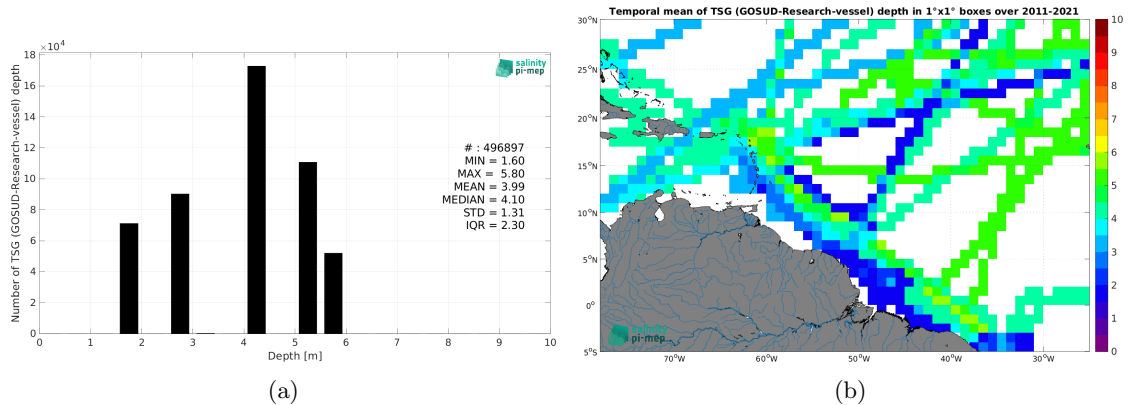 ×10⁴
18
16
14
12
10
8
6
4
2
0
Number of TSG (GOSUD-Research-vessel) depth
0 1 2 3 4 5 6 7 8 9 10
Depth [m]
salinity
pi-mep
# : 496897
MIN = 1.60
MAX = 5.80
MEAN = 3.99
MEDIAN = 4.10
STD = 1.31
IQR = 2.30
(a)
Temporal mean of TSG (GOSUD-Research-vessel) depth in 1°x1° boxes over 2011-2021
30°N
25°N
20°N
15°N
10°N
5°N
0°
5°S
70°W 60°W 50°W 40°W 30°W
salinity
pi-mep
10
9
8
7
6
5
4
3
2
1
0
(b)